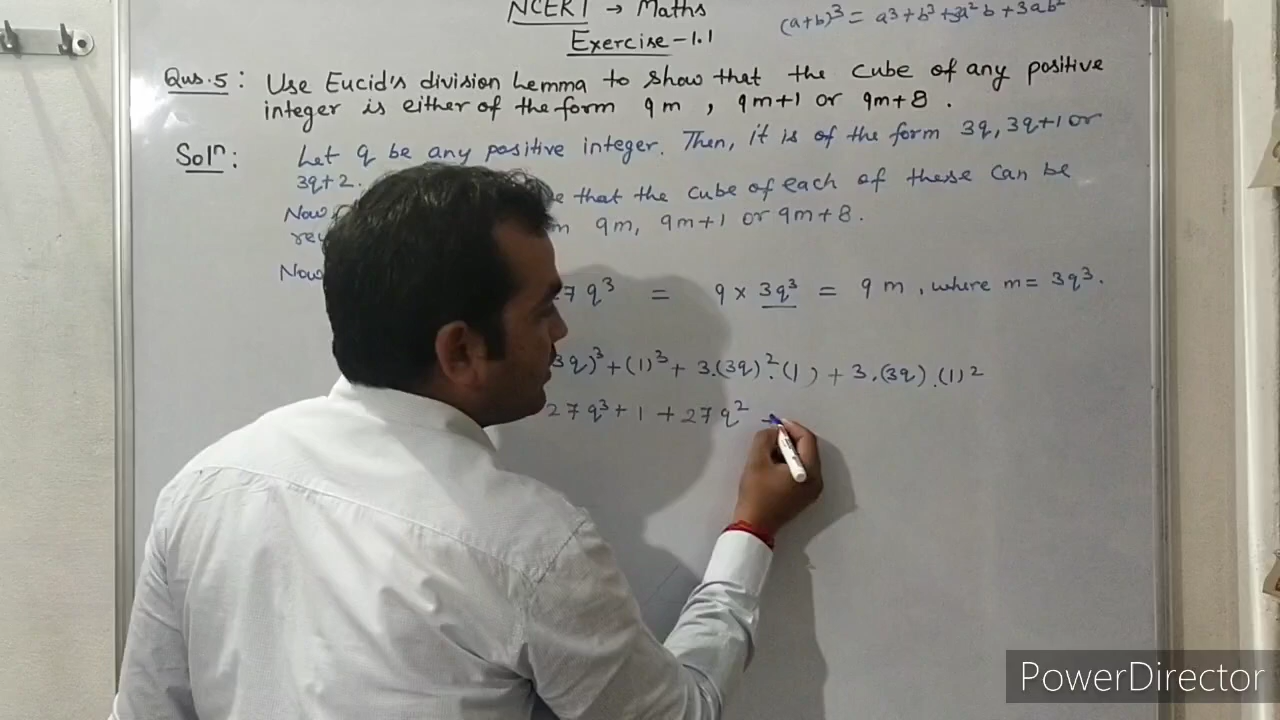 NCERT → Maths
(a+b)³ = a³+b³+3a²b+3ab²
Exercise-1.1
Qus.5: Use Eucid's division Lemma to show that the cube of any positive
integer is either of the form 9m, 9m+1 or 9m+8.
Solⁿ: Let q be any positive integer. Then, it is of the form 3q, 3q+1 or
3q+2.
Now that the cube of each of these can be
9m, 9m+1 or 9m+8.
Now 7q³ = 9 × 3q³ = 9m, where m= 3q³.
3q)³+(1)³+ 3.(3q)².(1) + 3.(3q).(1)²
27q³+1+27q²
PowerDirector